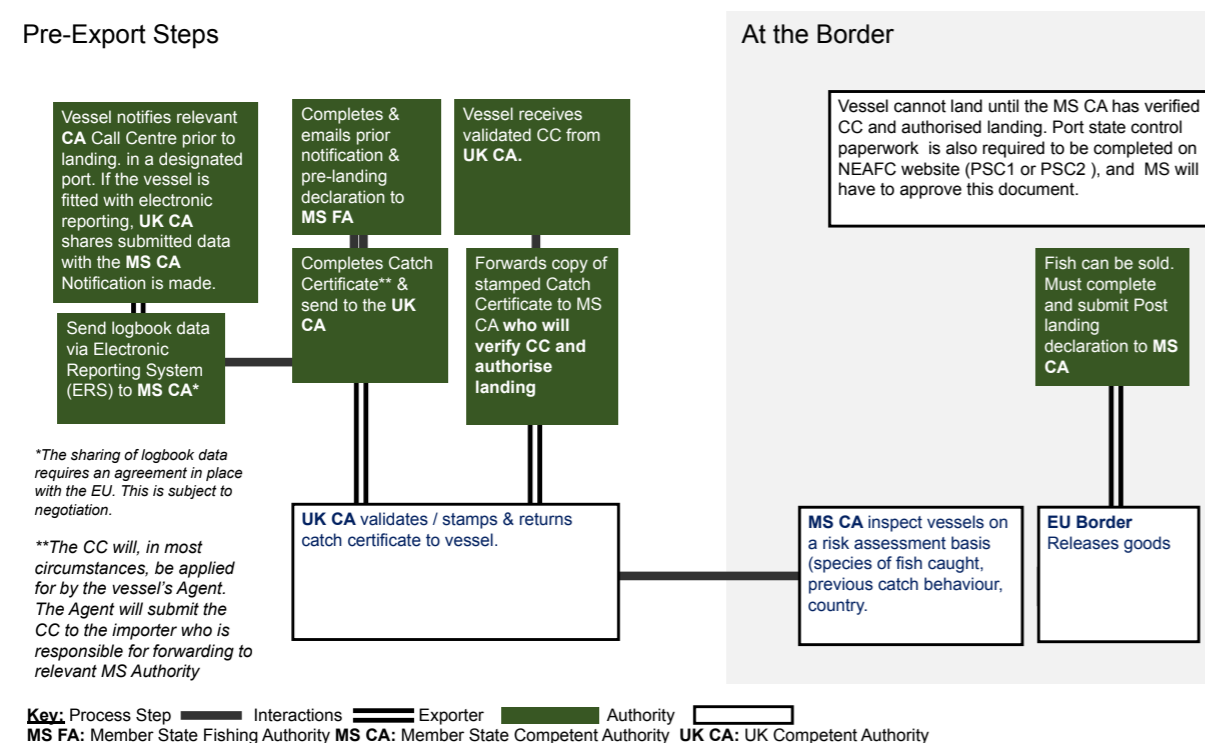 Pre-Export Steps
At the Border
Vessel notifies relevant
CA Call Centre prior to
landing. in a designated
port. If the vessel is
fitted with electronic
reporting, UK CA
shares submitted data
with the MS CA
Notification is made.
Completes &
emails prior
notification &
pre-landing
declaration to
MS FA
Vessel receives
validated CC from
UK CA.
Vessel cannot land until the MS CA has verified
CC and authorised landing. Port state control
paperwork  is also required to be completed on
NEAFC website (PSC1 or PSC2 ), and  MS will
have to approve this document.
Send logbook data
via Electronic
Reporting System
(ERS) to MS CA*
Completes Catch
Certificate** &
send to the UK
CA
Forwards copy of
stamped Catch
Certificate to MS
CA who will
verify CC and
authorise
landing
Fish can be sold.
Must complete
and submit Post
landing
declaration to MS
CA
*The sharing of logbook data
requires an agreement in place
with the EU. This is subject to
negotiation.
**The CC will, in most
circumstances, be applied
for by the vessel's Agent.
The Agent will submit the
CC to the importer who is
responsible for forwarding to
relevant MS Authority
UK CA validates / stamps & returns
catch certificate to vessel.
MS CA inspect vessels on
a risk assessment basis
(species of fish caught,
previous catch behaviour,
country.
EU Border
Releases goods
Key: Process Step Interactions Exporter Authority
MS FA: Member State Fishing Authority MS CA: Member State Competent Authority UK CA: UK Competent Authority